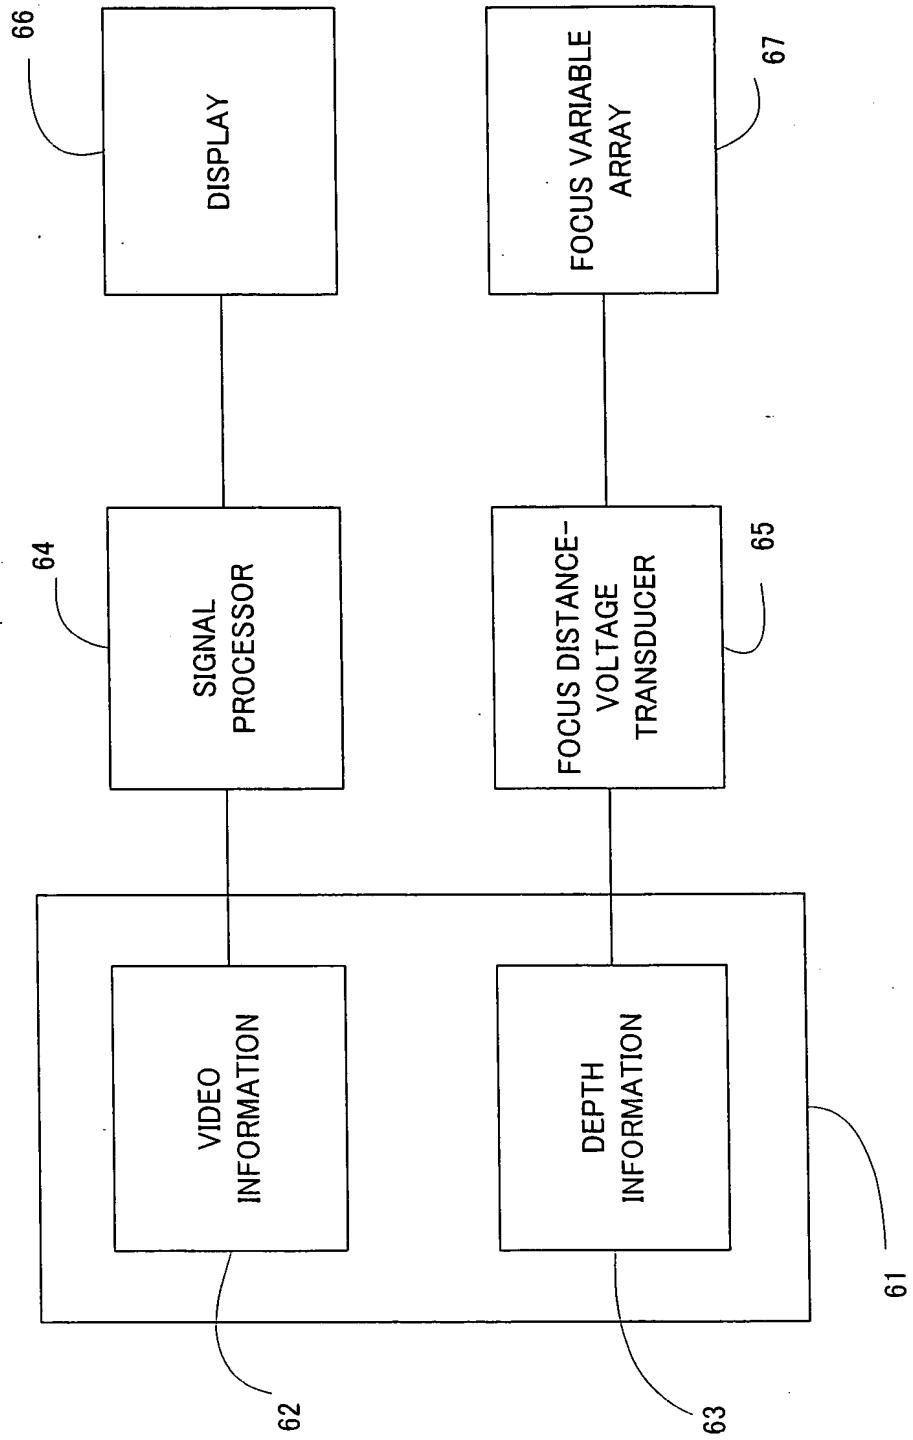 66
DISPLAY
67
FOCUS VARIABLE
ARRAY
64
SIGNAL
PROCESSOR
65
FOCUS DISTANCE-
VOLTAGE
TRANSDUCER
62
VIDEO
INFORMATION
63
DEPTH
INFORMATION
61